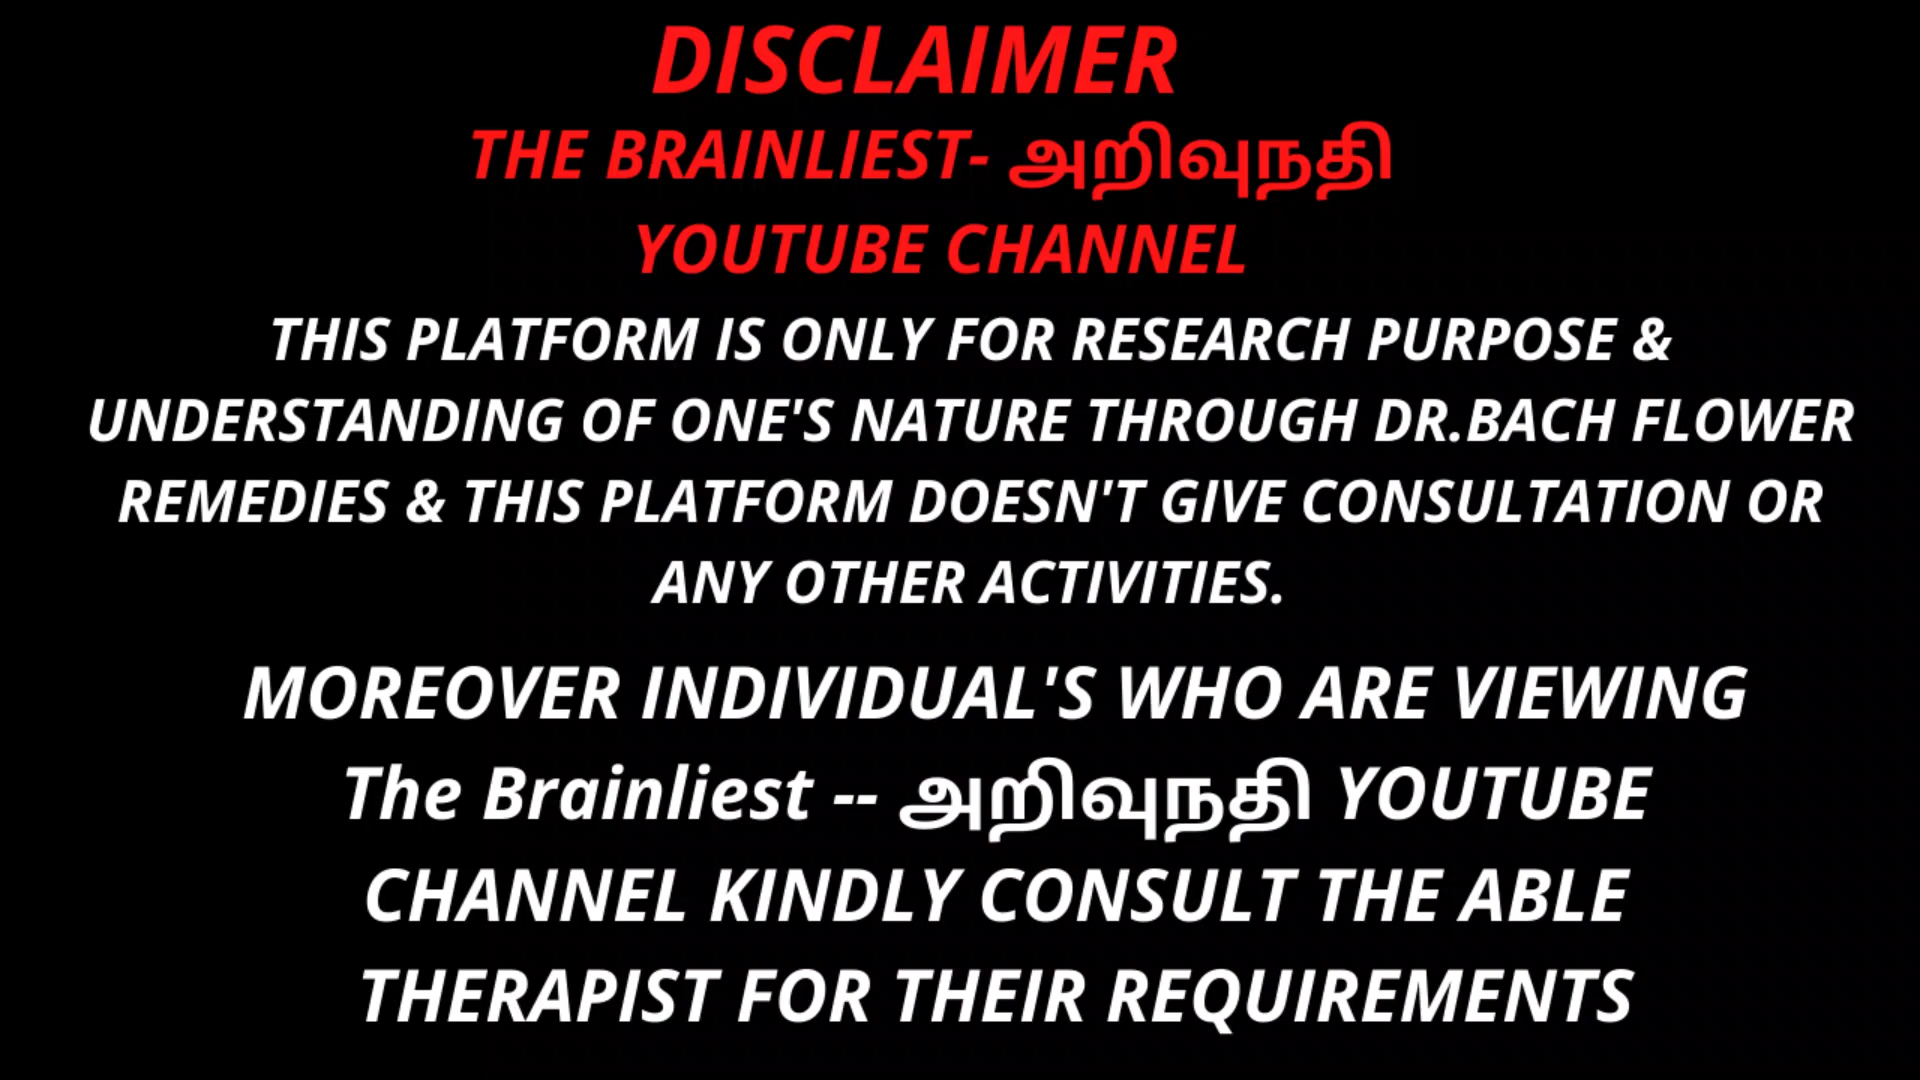 DISCLAIMER
THE BRAINLIEST- அறிவுநதி
YOUTUBE CHANNEL
THIS PLATFORM IS ONLY FOR RESEARCH PURPOSE &
UNDERSTANDING OF ONE'S NATURE THROUGH DR.BACH FLOWER
REMEDIES & THIS PLATFORM DOESN'T GIVE CONSULTATION OR
ANY OTHER ACTIVITIES.
MOREOVER INDIVIDUAL'S WHO ARE VIEWING
The Brainliest -- அறிவுநதி YOUTUBE
CHANNEL KINDLY CONSULT THE ABLE
THERAPIST FOR THEIR REQUIREMENTS